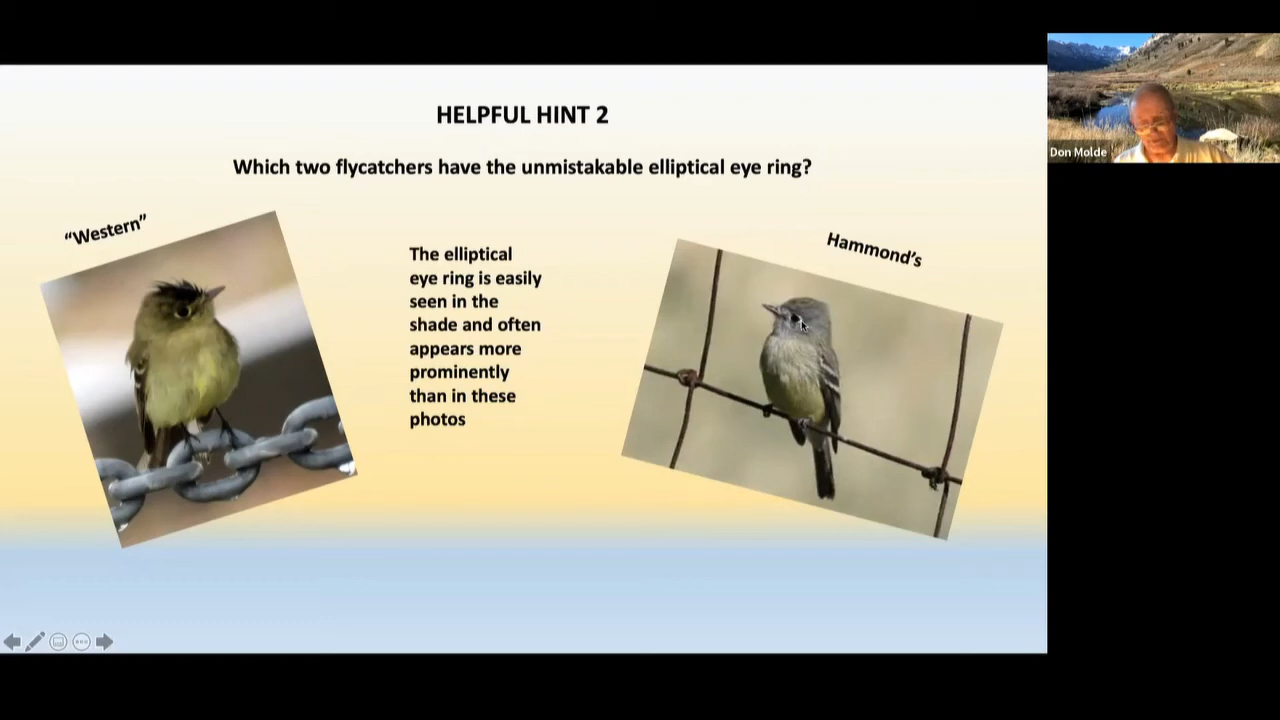 HELPFUL HINT 2
Which two flycatchers have the unmistakable elliptical eye ring?
“Western”
The elliptical
eye ring is easily
seen in the
shade and often
appears more
prominently
than in these
photos
Hammond’s
Don Molde